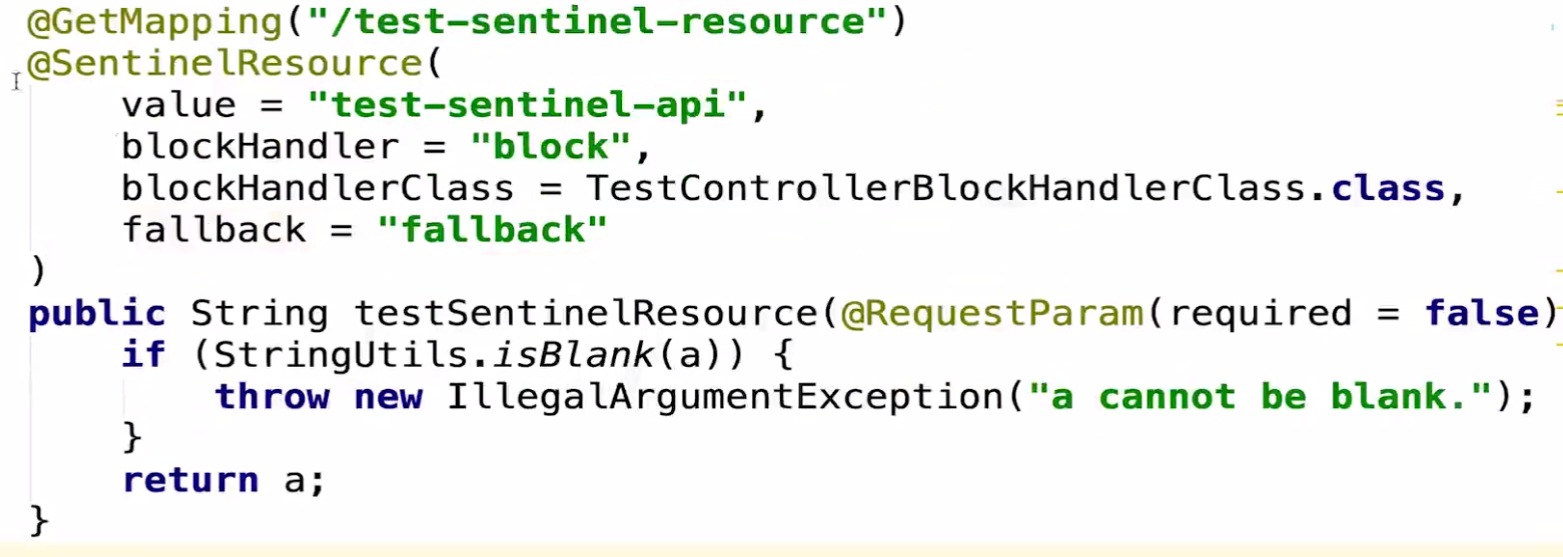 @GetMapping("/test-sentinel-resource")
@SentinelResource(
    value = "test-sentinel-api",
    blockHandler = "block",
    blockHandlerClass = TestControllerBlockHandlerClass.class,
    fallback = "fallback"
)
public String testSentinelResource(@RequestParam(required = false)
    if (StringUtils.isBlank(a)) {
        throw new IllegalArgumentException("a cannot be blank.");
    }
    return a;
}